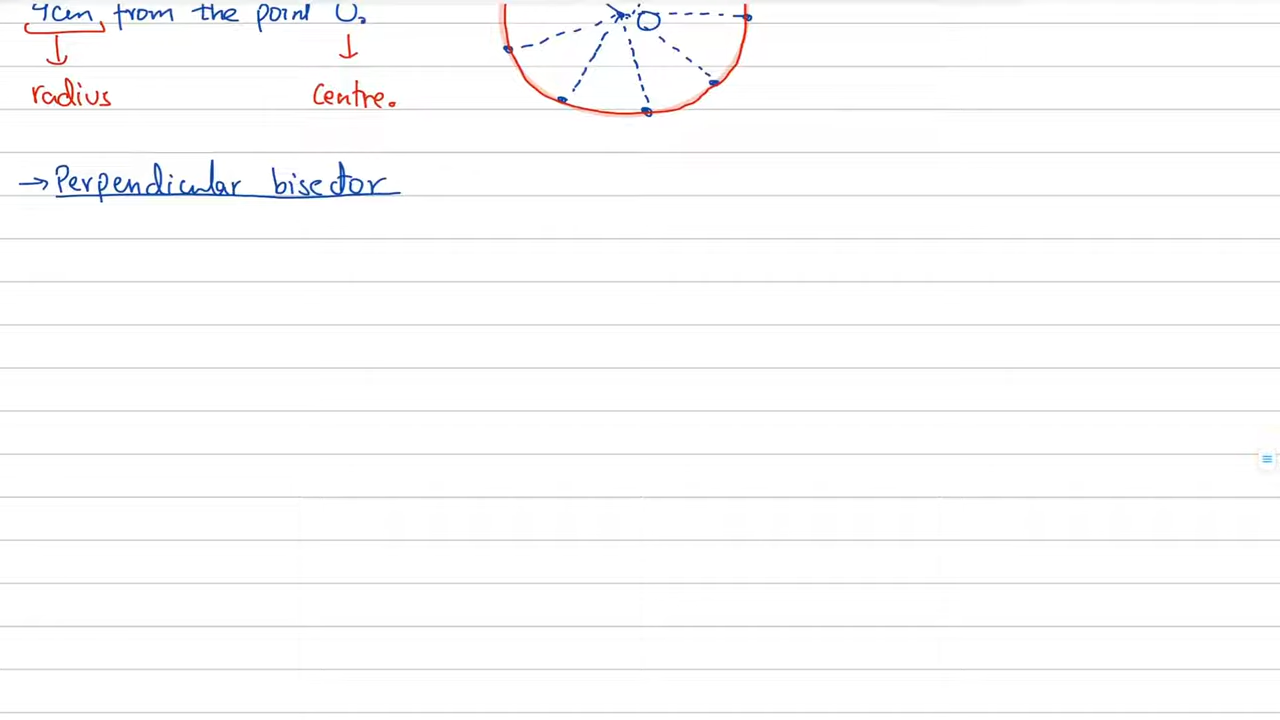 4cm, from the point O.
radius centre.
O
→ Perpendicular bisector